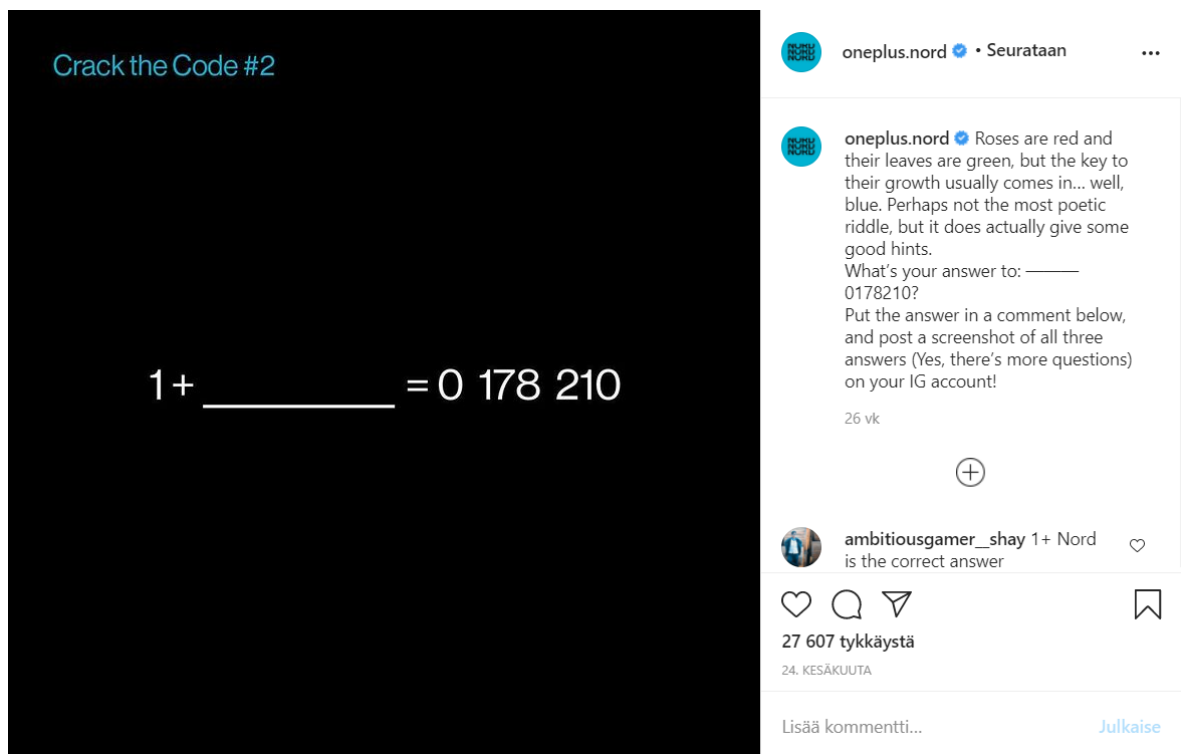 Crack the Code #2
1+ ________ = 0 178 210
oneplus.nord • Seurataan
oneplus.nord Roses are red and
their leaves are green, but the key to
their growth usually comes in... well,
blue. Perhaps not the most poetic
riddle, but it does actually give some
good hints.
What's your answer to: ———
0178210?
Put the answer in a comment below,
and post a screenshot of all three
answers (Yes, there's more questions)
on your IG account!
26 vk
ambitiousgamer__shay 1+ Nord
is the correct answer
27 607 tykkäystä
24. KESÄKUUTA
Lisää kommentti...
Julkaise